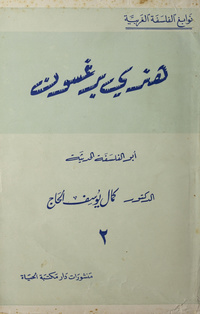 نوابغ الفلسفة الغربية
هنري برغسون
أبو الفلسفة الحديثة
الدكتور كمال يوسف الحاج
٢
منشورات دار مكتبة الحياة